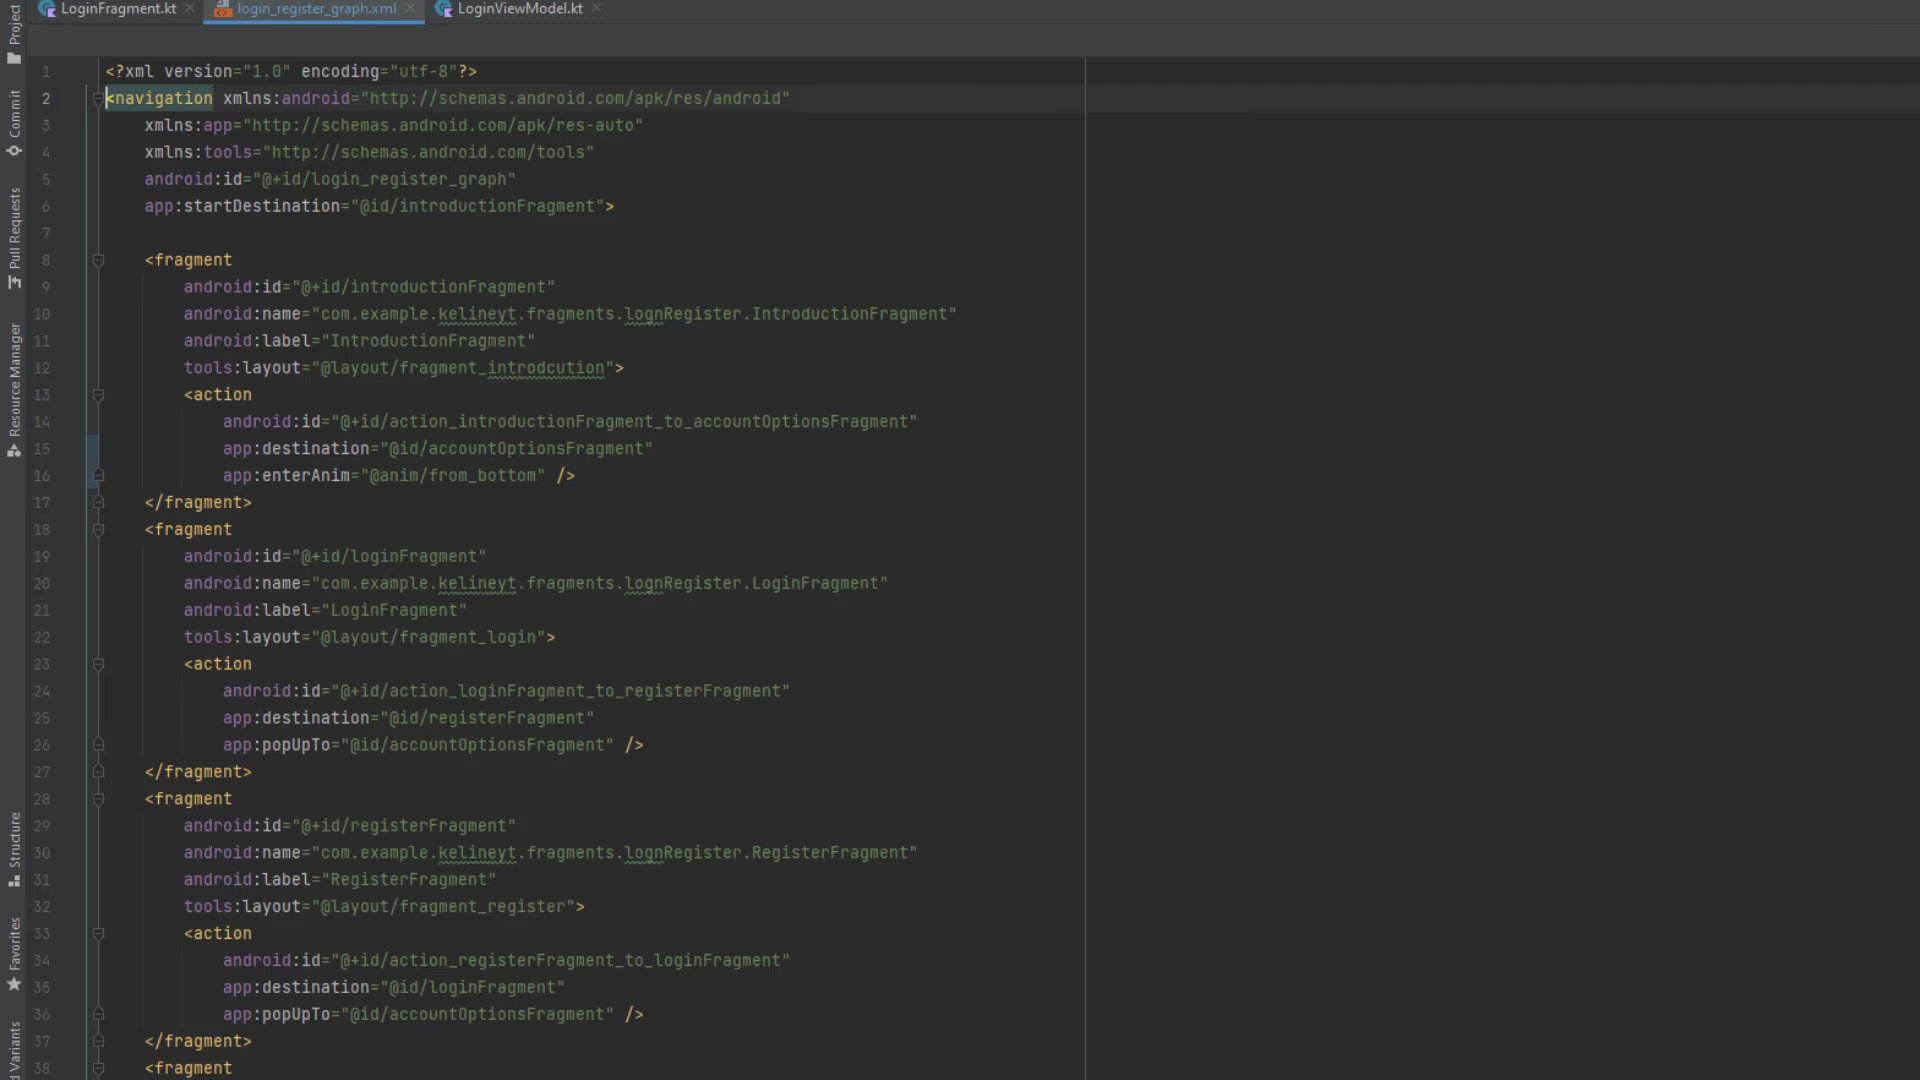 LoginFragment.kt login_register_graph.xml LoginViewModel.kt
Project
Commit
Pull Requests
Resource Manager
Structure
Favorites
Variants
1 <?xml version="1.0" encoding="utf-8"?>
2 <navigation xmlns:android="http://schemas.android.com/apk/res/android"
3 xmlns:app="http://schemas.android.com/apk/res-auto"
4 xmlns:tools="http://schemas.android.com/tools"
5 android:id="@+id/login_register_graph"
6 app:startDestination="@id/introductionFragment">
7
8 <fragment
9 android:id="@+id/introductionFragment"
10 android:name="com.example.kelineyt.fragments.lognRegister.IntroductionFragment"
11 android:label="IntroductionFragment"
12 tools:layout="@layout/fragment_introdcution">
13 <action
14 android:id="@+id/action_introductionFragment_to_accountOptionsFragment"
15 app:destination="@id/accountOptionsFragment"
16 app:enterAnim="@anim/from_bottom" />
17 </fragment>
18 <fragment
19 android:id="@+id/loginFragment"
20 android:name="com.example.kelineyt.fragments.lognRegister.LoginFragment"
21 android:label="LoginFragment"
22 tools:layout="@layout/fragment_login">
23 <action
24 android:id="@+id/action_loginFragment_to_registerFragment"
25 app:destination="@id/registerFragment"
26 app:popUpTo="@id/accountOptionsFragment" />
27 </fragment>
28 <fragment
29 android:id="@+id/registerFragment"
30 android:name="com.example.kelineyt.fragments.lognRegister.RegisterFragment"
31 android:label="RegisterFragment"
32 tools:layout="@layout/fragment_register">
33 <action
34 android:id="@+id/action_registerFragment_to_loginFragment"
35 app:destination="@id/loginFragment"
36 app:popUpTo="@id/accountOptionsFragment" />
37 </fragment>
38 <fragment